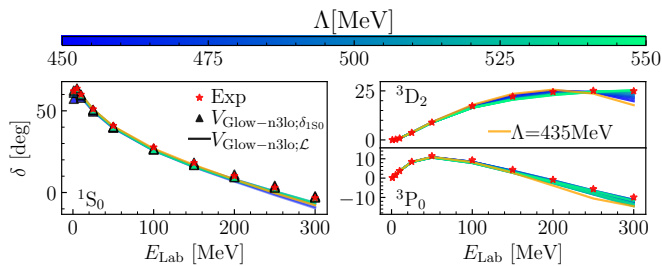 Λ[MeV]
450 475 500 525 550
50
0
δ [deg]
Exp
V_Glow−n3lo;δ_1S0
V_Glow−n3lo;ℒ
¹S₀
0 100 200 300
E_Lab [MeV]
25
0
³D₂
Λ=435MeV
10
0
−10
³P₀
0 100 200 300
E_Lab [MeV]